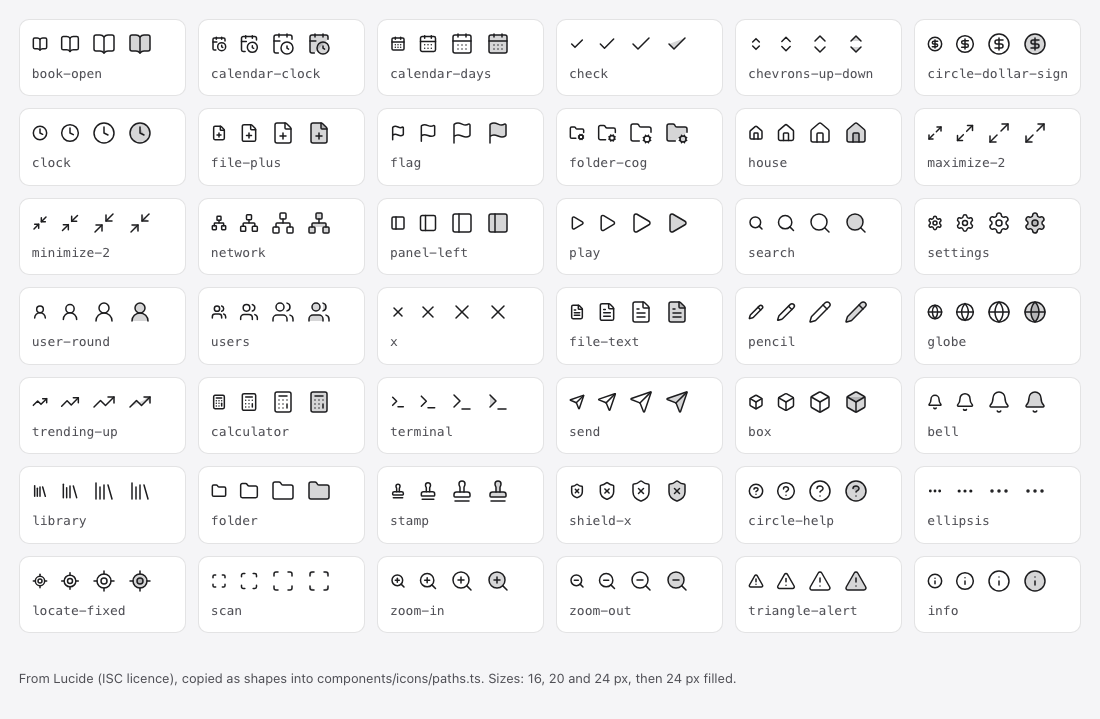 book-open
calendar-clock
calendar-days
check
chevrons-up-down
circle-dollar-sign
clock
file-plus
flag
folder-cog
house
maximize-2
minimize-2
network
panel-left
play
search
settings
user-round
users
x
file-text
pencil
globe
trending-up
calculator
terminal
send
box
bell
library
folder
stamp
shield-x
circle-help
ellipsis
locate-fixed
scan
zoom-in
zoom-out
triangle-alert
info
From Lucide (ISC licence), copied as shapes into components/icons/paths.ts. Sizes: 16, 20 and 24 px, then 24 px filled.